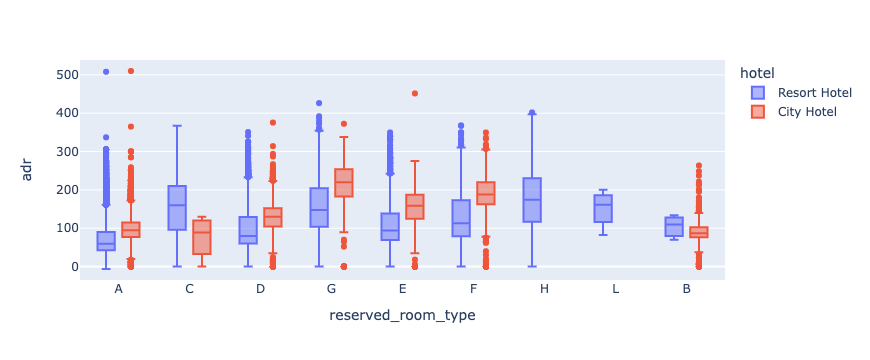 hotel
Resort Hotel
City Hotel
500
400
300
200
100
0
adr
A C D G E F H L B
reserved_room_type